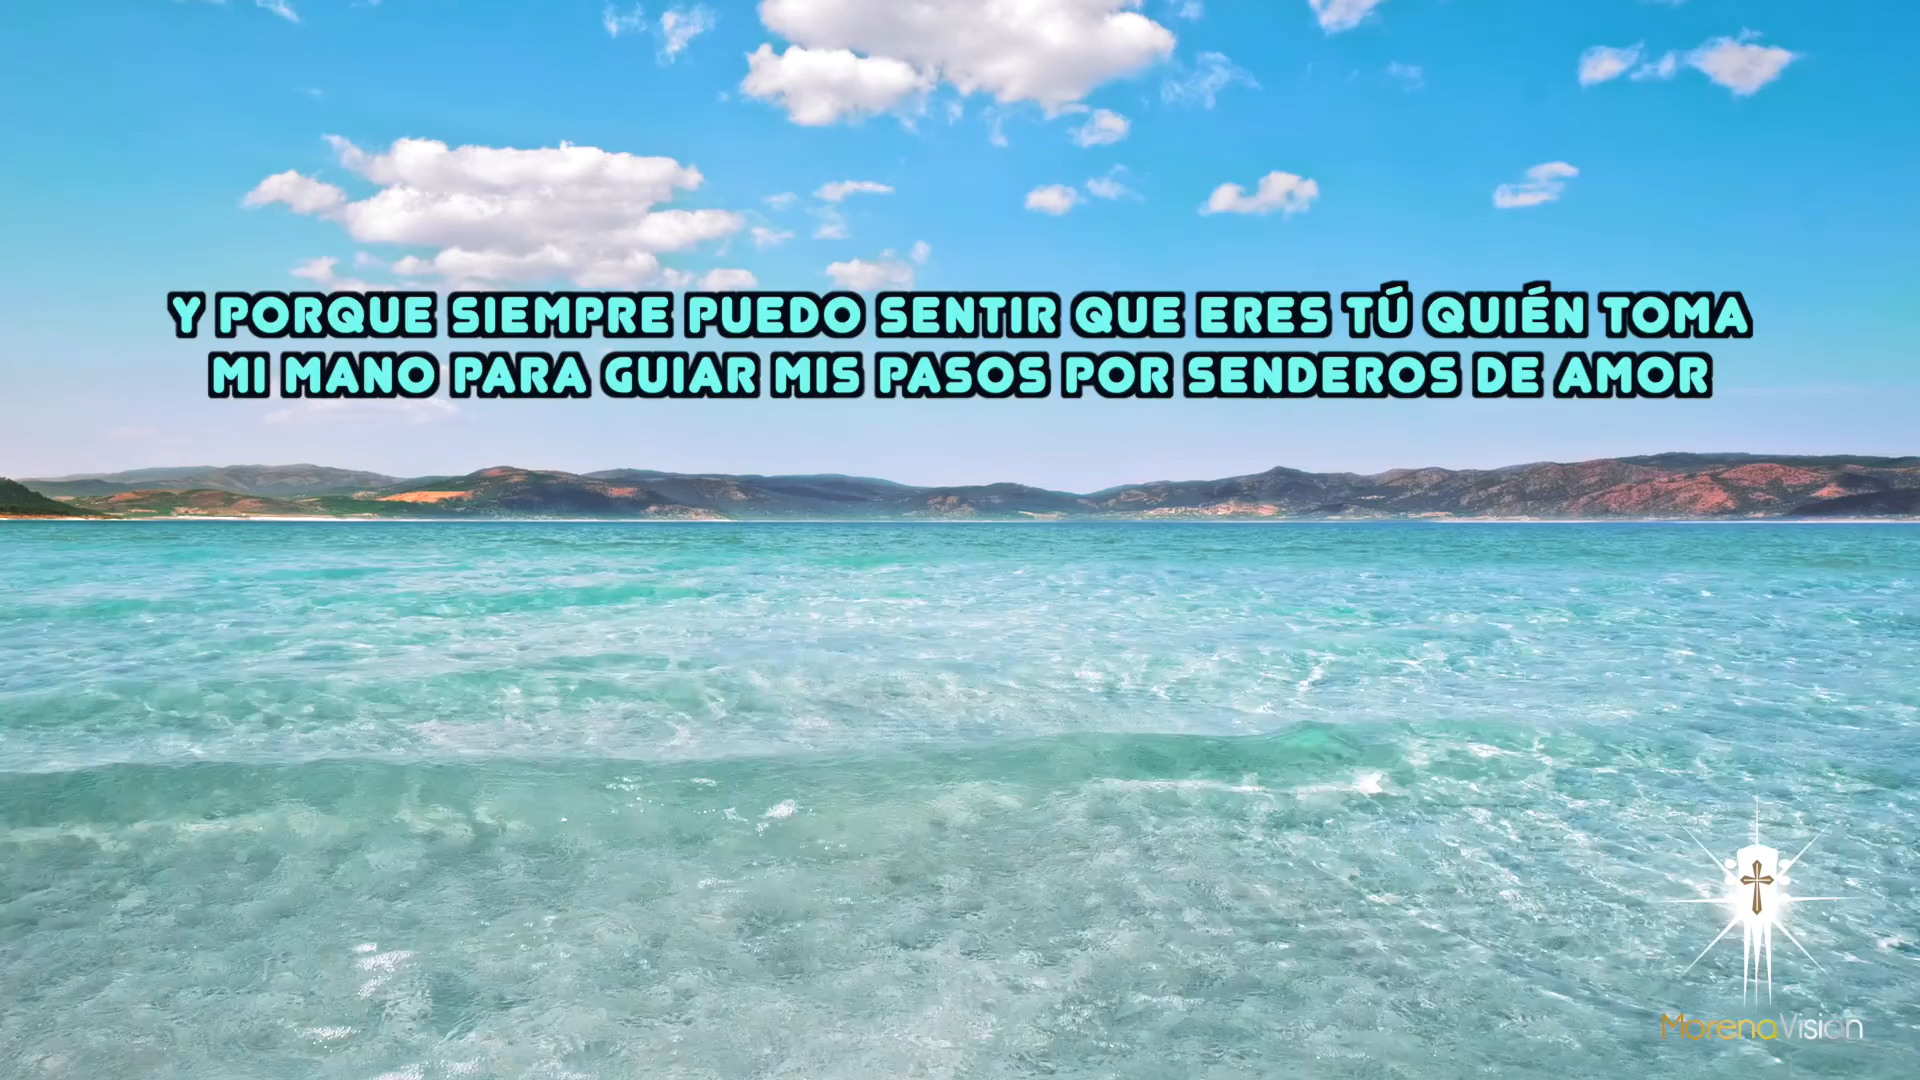 Y PORQUE SIEMPRE PUEDO SENTIR QUE ERES TÚ QUIÉN TOMA
MI MANO PARA GUIAR MIS PASOS POR SENDEROS DE AMOR
MorenaVisión